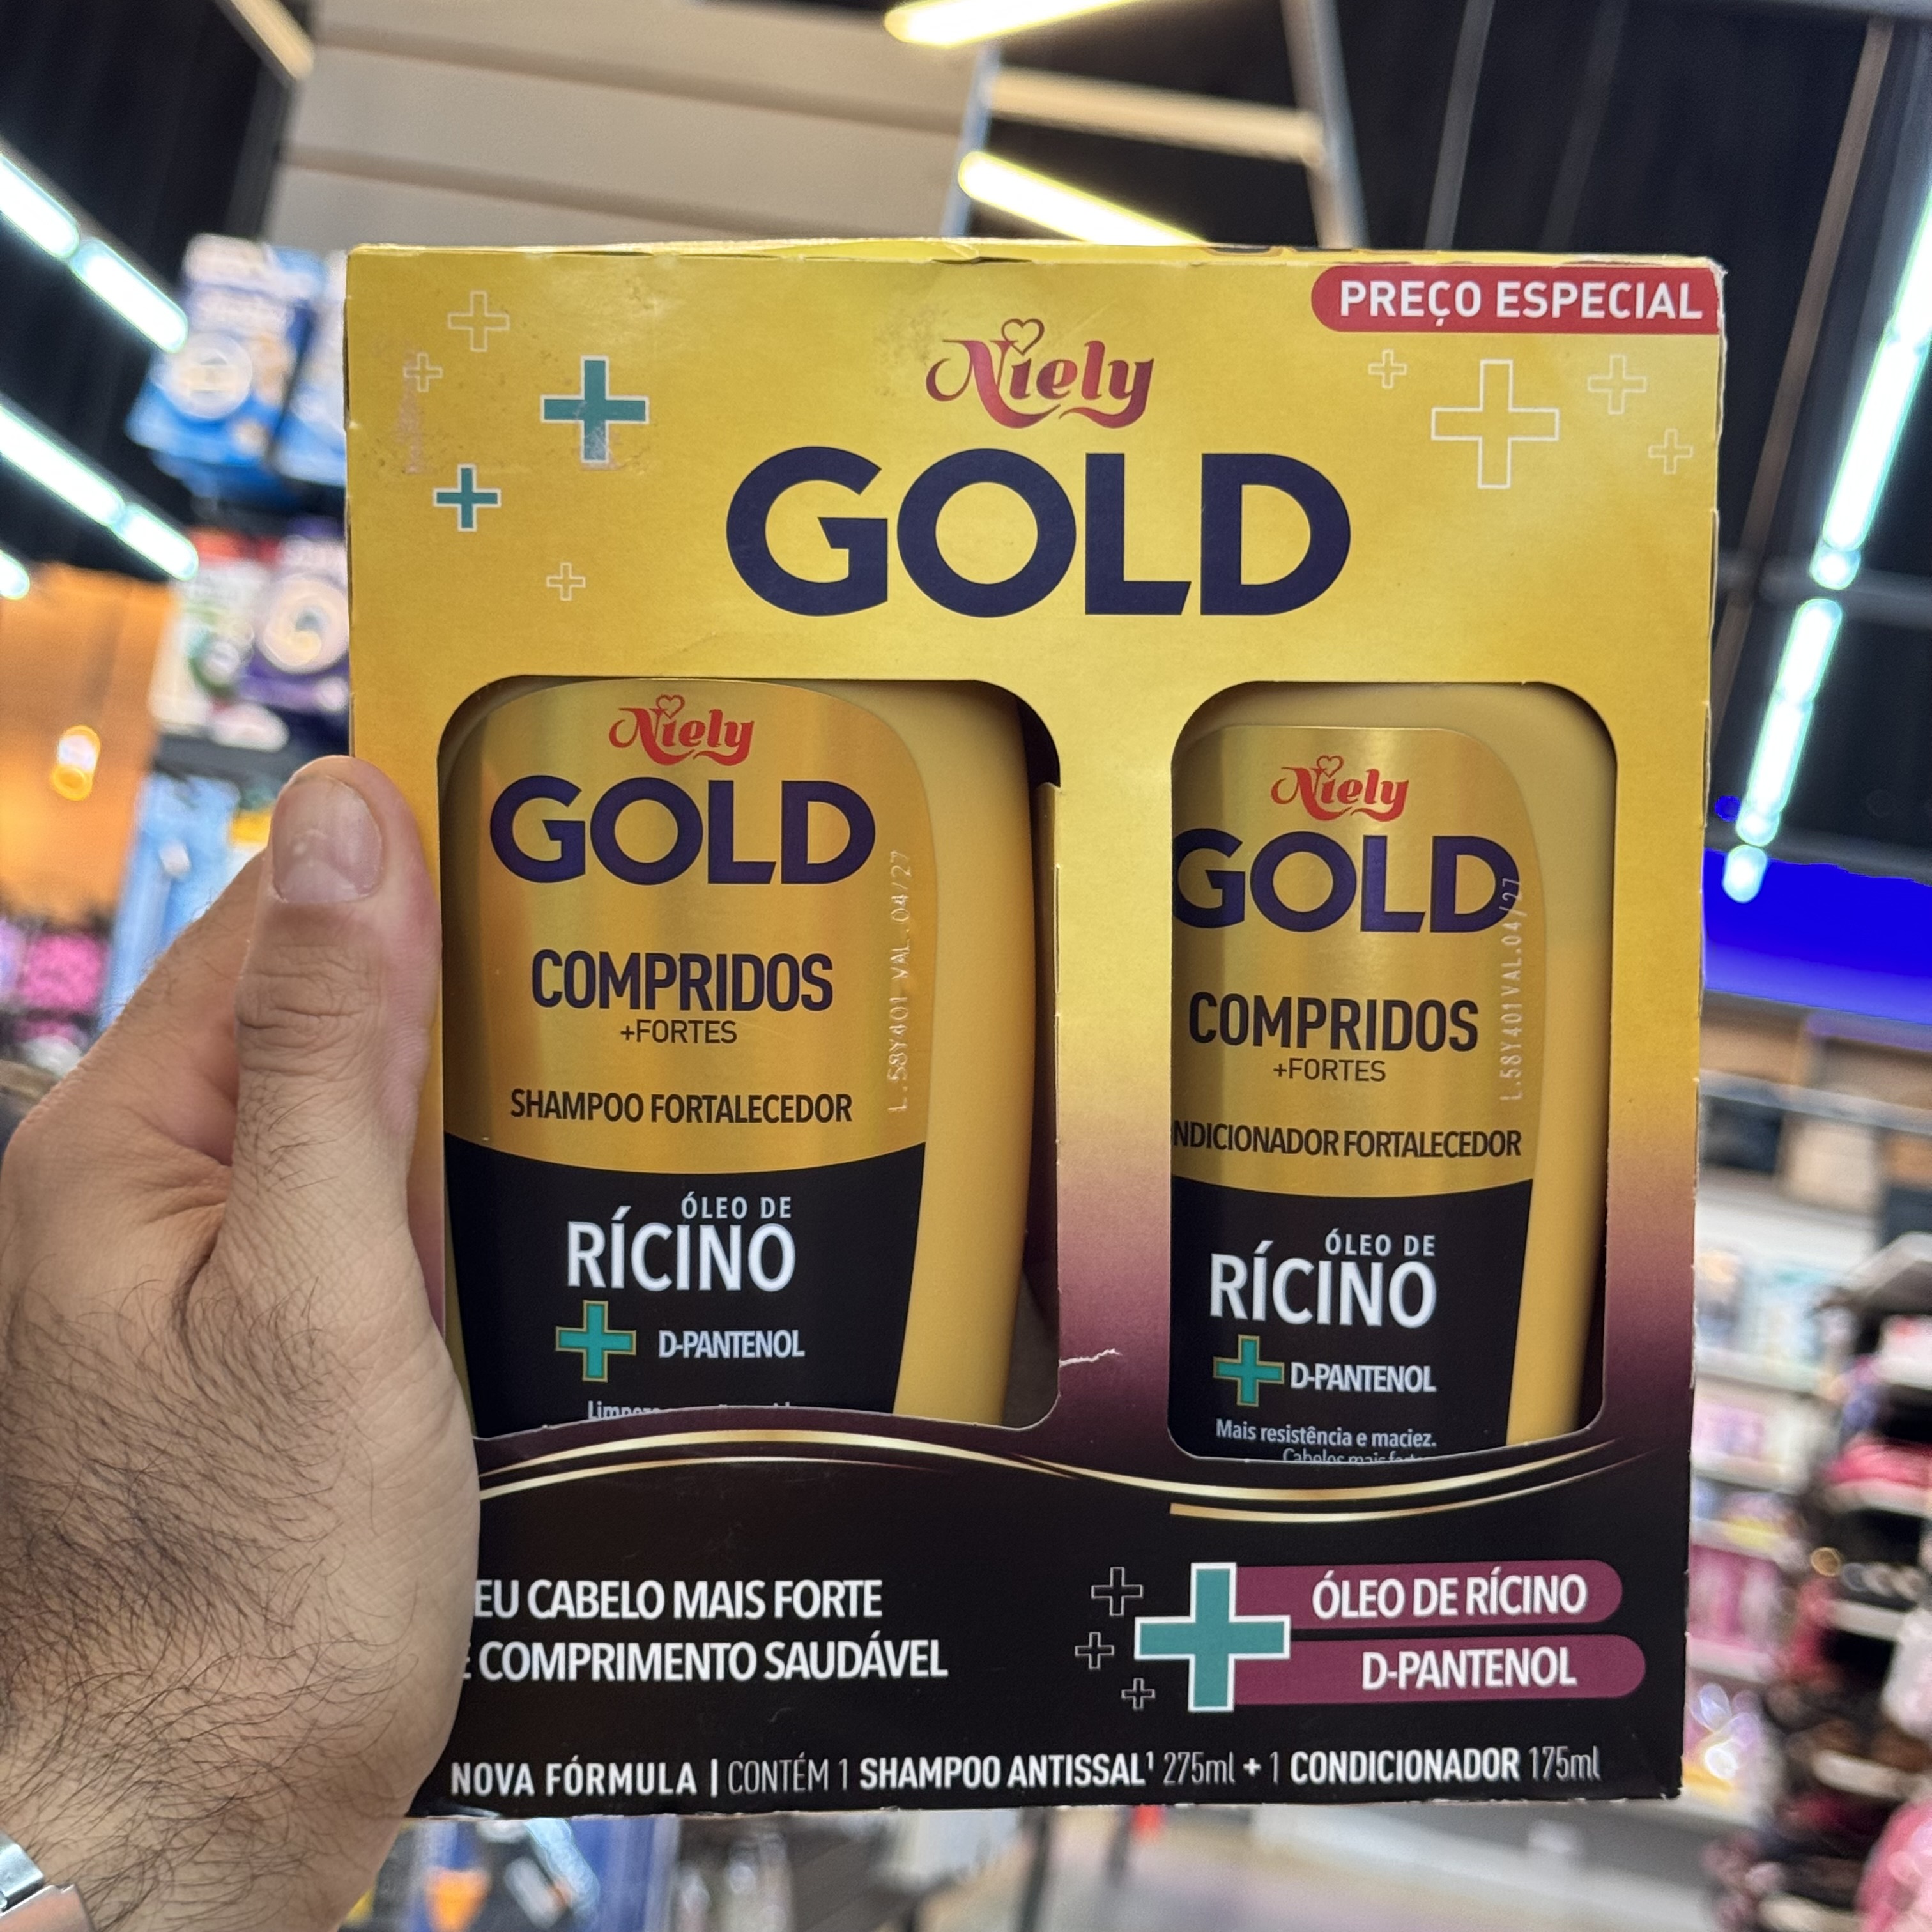 PREÇO ESPECIAL
Niely
GOLD
Niely
GOLD
COMPRIDOS
+FORTES
SHAMPOO FORTALECEDOR
L.58Y401 VAL.04/27
ÓLEO DE
RÍCINO
D-PANTENOL
Niely
GOLD
COMPRIDOS
+FORTES
NDICIONADOR FORTALECEDOR
L.58Y401 VAL.04/27
ÓLEO DE
RÍCINO
D-PANTENOL
Mais resistência e maciez.
EU CABELO MAIS FORTE
E COMPRIMENTO SAUDÁVEL
ÓLEO DE RÍCINO
D-PANTENOL
NOVA FÓRMULA | CONTÉM 1 SHAMPOO ANTISSAL¹ 275ml + 1 CONDICIONADOR 175ml